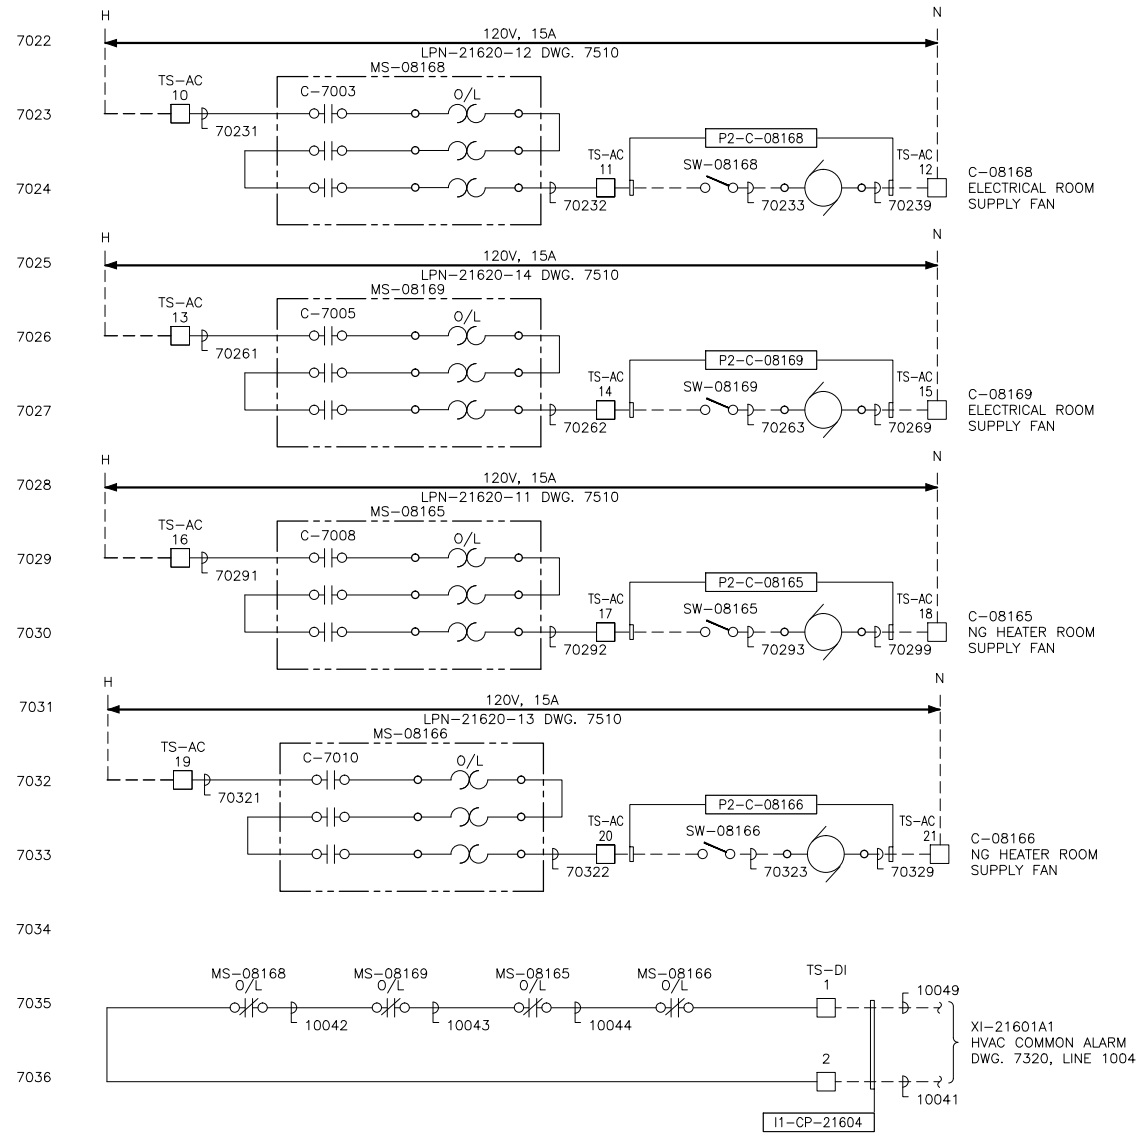 H
N
7022
120V, 15A
LPN-21620-12 DWG. 7510
MS-08168
TS-AC
10
C-7003
O/L
7023
70231
P2-C-08168
TS-AC
11
SW-08168
TS-AC
12
7024
70232
70233
70239
C-08168
ELECTRICAL ROOM
SUPPLY FAN
H
N
7025
120V, 15A
LPN-21620-14 DWG. 7510
MS-08169
TS-AC
13
C-7005
O/L
7026
70261
P2-C-08169
TS-AC
14
SW-08169
TS-AC
15
7027
70262
70263
70269
C-08169
ELECTRICAL ROOM
SUPPLY FAN
H
N
7028
120V, 15A
LPN-21620-11 DWG. 7510
MS-08165
TS-AC
16
C-7008
O/L
7029
70291
P2-C-08165
TS-AC
17
SW-08165
TS-AC
18
7030
70292
70293
70299
C-08165
NG HEATER ROOM
SUPPLY FAN
H
N
7031
120V, 15A
LPN-21620-13 DWG. 7510
MS-08166
TS-AC
19
C-7010
O/L
7032
70321
P2-C-08166
TS-AC
20
SW-08166
TS-AC
21
7033
70322
70323
70329
C-08166
NG HEATER ROOM
SUPPLY FAN
7034
MS-08168
O/L
MS-08169
O/L
MS-08165
O/L
MS-08166
O/L
TS-DI
1
7035
10042
10043
10044
10049
XI-21601A1
HVAC COMMON ALARM
DWG. 7320, LINE 1004
2
7036
10041
I1-CP-21604